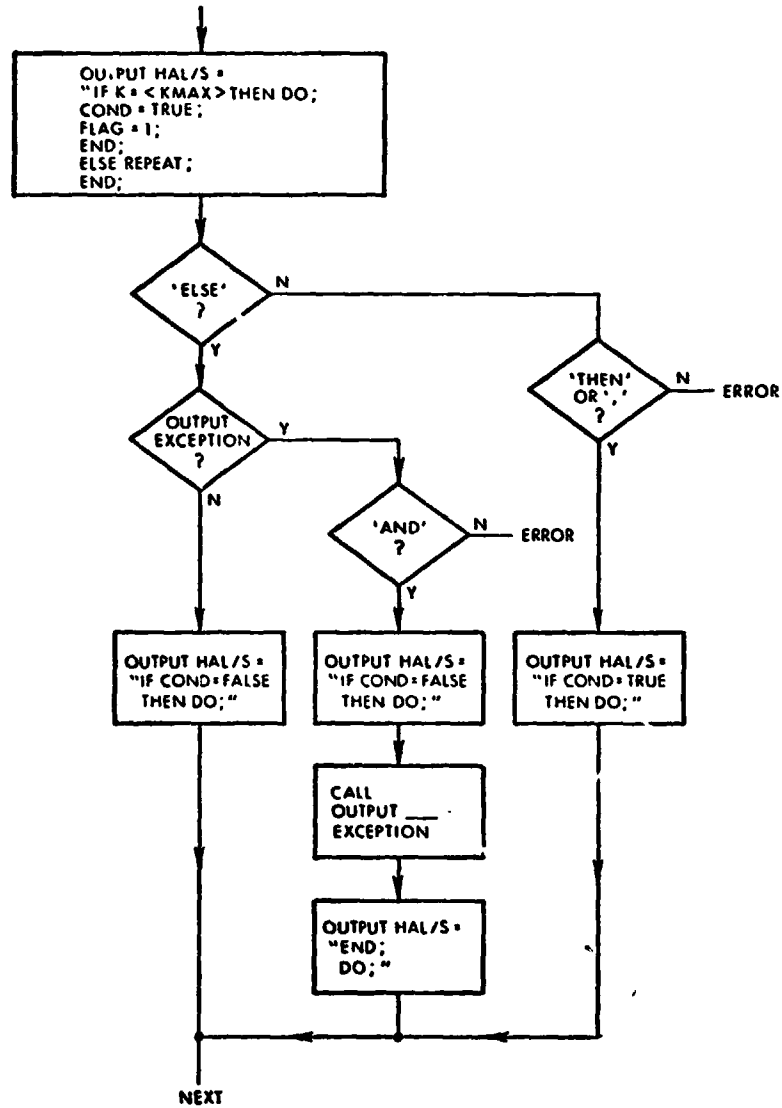 OUTPUT HAL/S =
"IF K = <KMAX> THEN DO;
COND = TRUE;
FLAG = 1;
END;
ELSE REPEAT;
END;
'ELSE'
?
N
Y
'THEN'
OR ','
?
N
ERROR
Y
OUTPUT
EXCEPTION
?
Y
N
'AND'
?
N
ERROR
Y
OUTPUT HAL/S =
"IF COND = FALSE
THEN DO;"
OUTPUT HAL/S =
"IF COND = FALSE
THEN DO;"
OUTPUT HAL/S =
"IF COND = TRUE
THEN DO;"
CALL
OUTPUT ___
EXCEPTION
OUTPUT HAL/S =
"END;
DO;"
NEXT